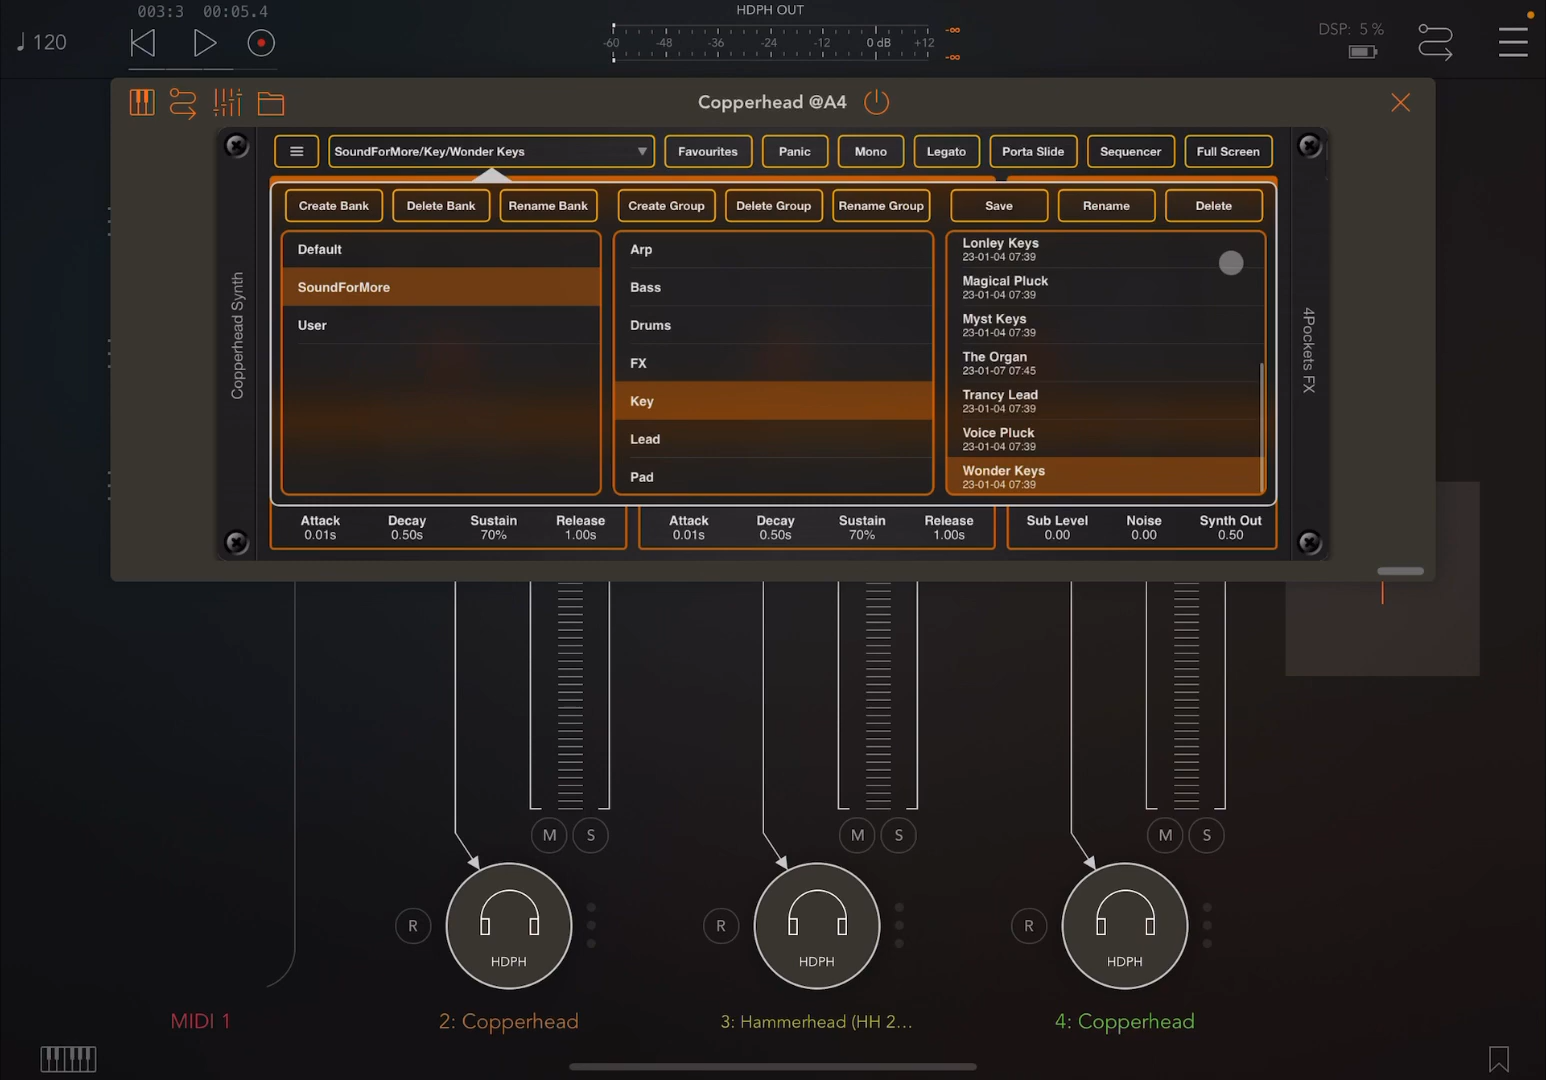 003:3 00:05.4
HDPH OUT
120
-60 -48 -36 -24 -12 0 dB +12
-∞
-∞
DSP: 5 %
Copperhead @A4
SoundForMore/Key/Wonder Keys
Favourites
Panic
Mono
Legato
Porta Slide
Sequencer
Full Screen
Create Bank
Delete Bank
Rename Bank
Create Group
Delete Group
Rename Group
Save
Rename
Delete
Copperhead Synth
4Pockets FX
Default
SoundForMore
User
Arp
Bass
Drums
FX
Key
Lead
Pad
Lonley Keys
23-01-04 07:39
Magical Pluck
23-01-04 07:39
Myst Keys
23-01-04 07:39
The Organ
23-01-07 07:45
Trancy Lead
23-01-04 07:39
Voice Pluck
23-01-04 07:39
Wonder Keys
23-01-04 07:39
Attack Decay Sustain Release
0.01s 0.50s 70% 1.00s
Attack Decay Sustain Release
0.01s 0.50s 70% 1.00s
Sub Level Noise Synth Out
0.00 0.00 0.50
M S
M S
M S
R
R
R
HDPH
HDPH
HDPH
MIDI 1
2: Copperhead
3: Hammerhead (HH 2...
4: Copperhead